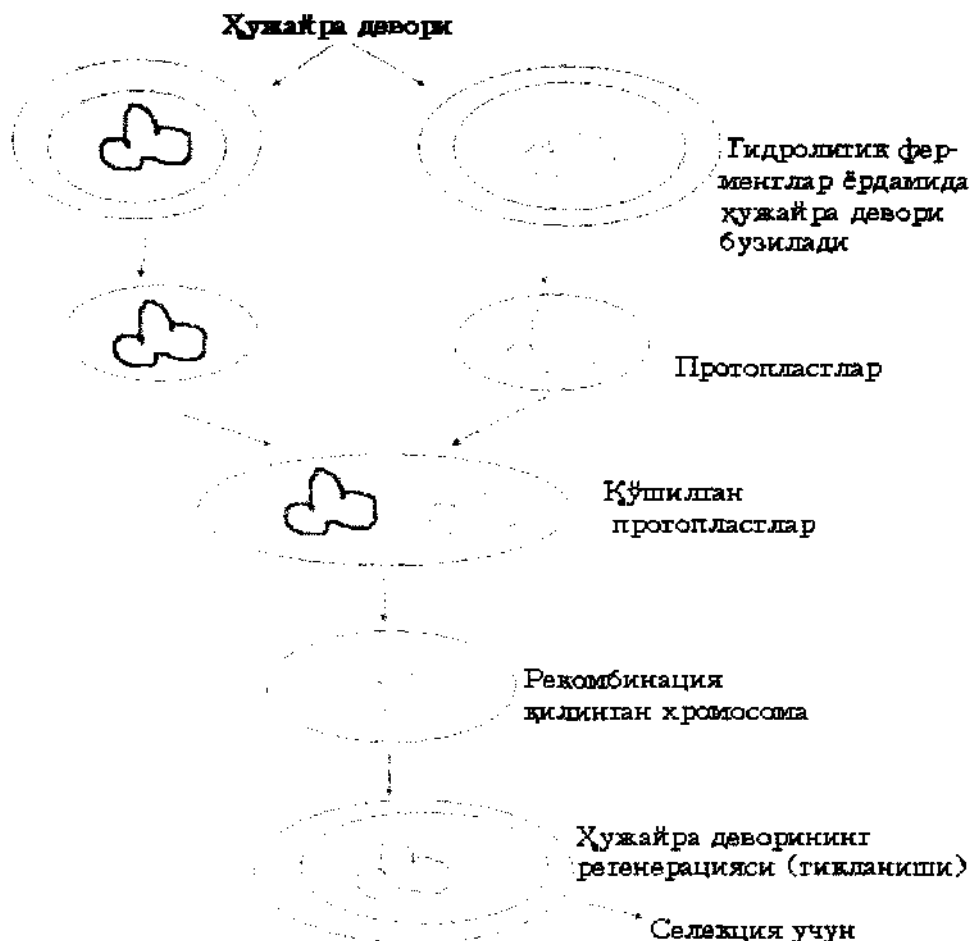 Ҳужайра девори
Гидролитик фер-
ментлар ёрдамида
ҳужайра девори
бузилади
Протопластлар
Қўшилган
протопластлар
Рекомбинация
қилинган хромосома
Ҳужайра деворининг
регенерацияси (тикланиши)
Селекция учун